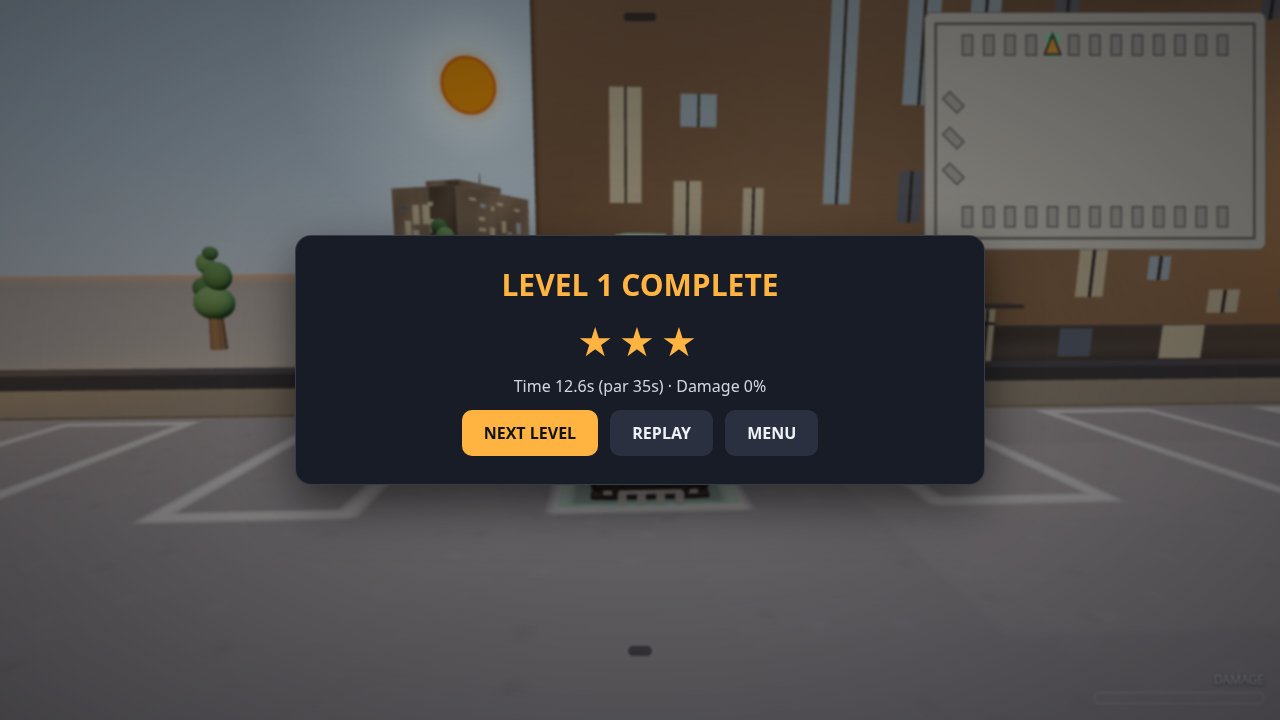 LEVEL 1 COMPLETE
★ ★ ★
Time 12.6s (par 35s) · Damage 0%
NEXT LEVEL
REPLAY
MENU
DAMAGE